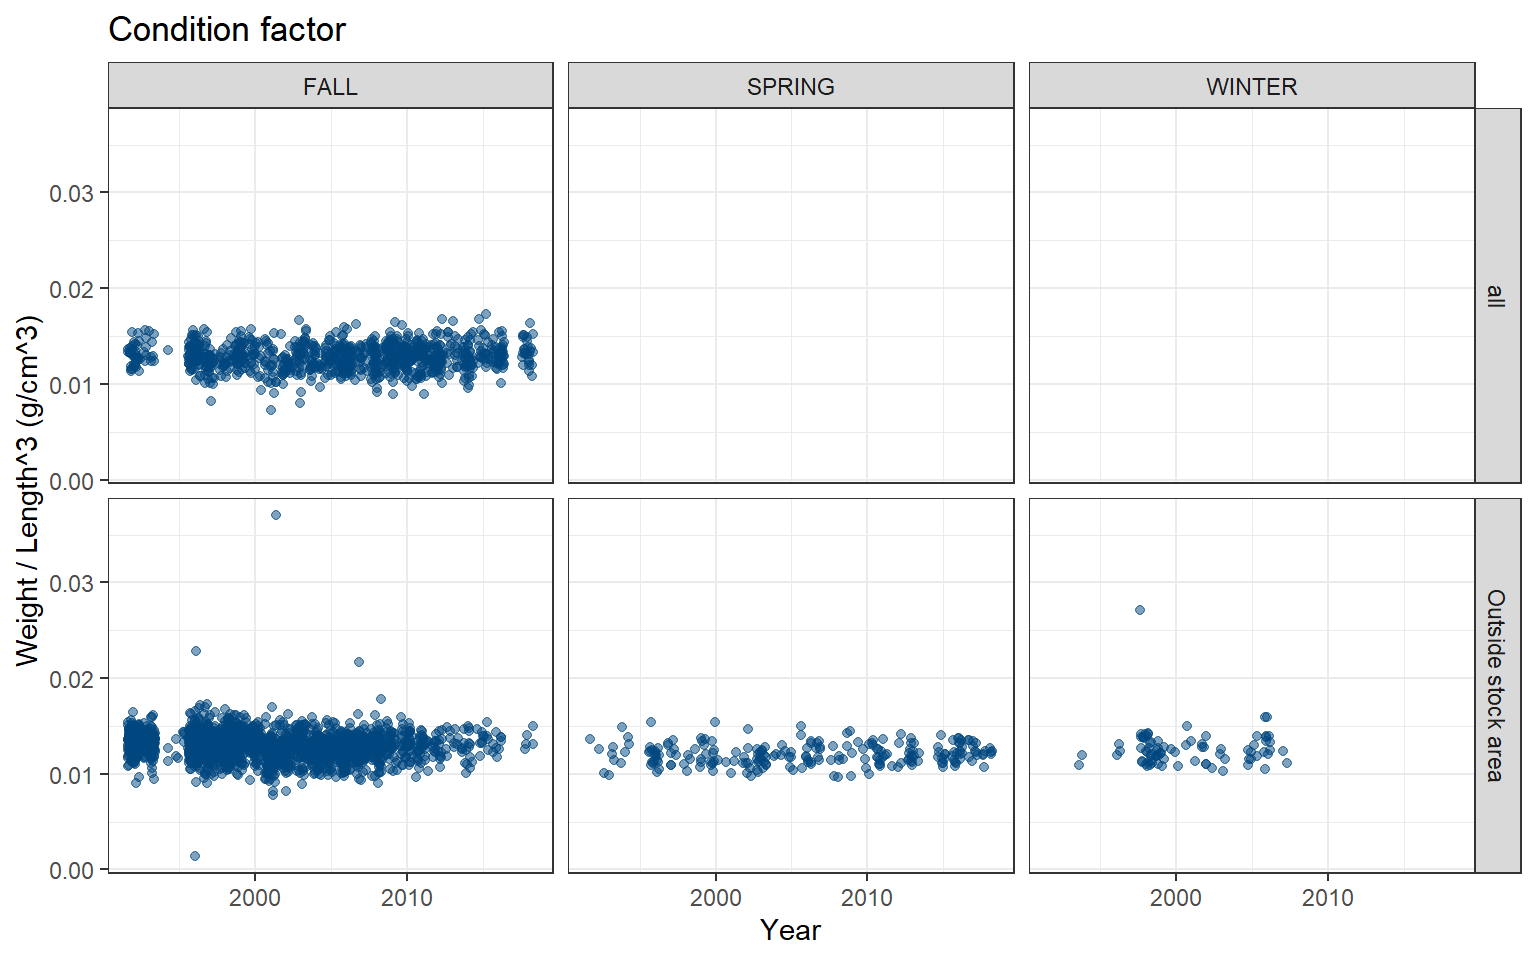 Condition factor
FALL
SPRING
WINTER
0.03
0.02
0.01
0.00
all
0.03
0.02
0.01
0.00
Outside stock area
Weight / Length^3 (g/cm^3)
2000
2010
2000
2010
2000
2010
Year